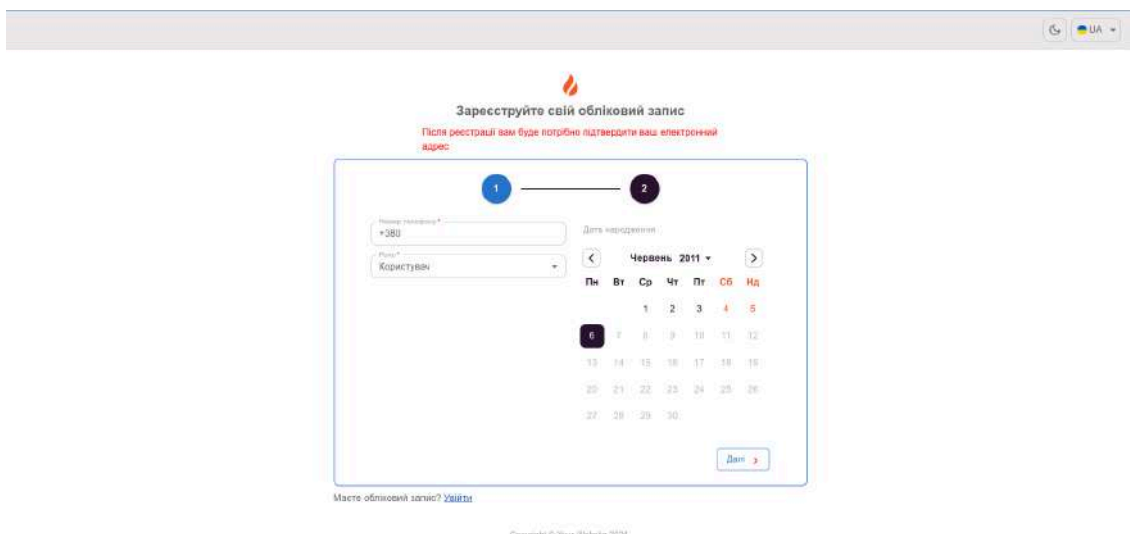 UA
Зареєструйте свій обліковий запис
Після реєстрації вам буде потрібно підтвердити ваш електронний
адрес
1
2
Номер телефону*
+380
Роль*
Користувач
Дата народження
Червень 2011
Пн Вт Ср Чт Пт Сб Нд
1 2 3 4 5
6 7 8 9 10 11 12
13 14 15 16 17 18 19
20 21 22 23 24 25 26
27 28 29 30
Далі
Маєте обліковий запис? Увійти